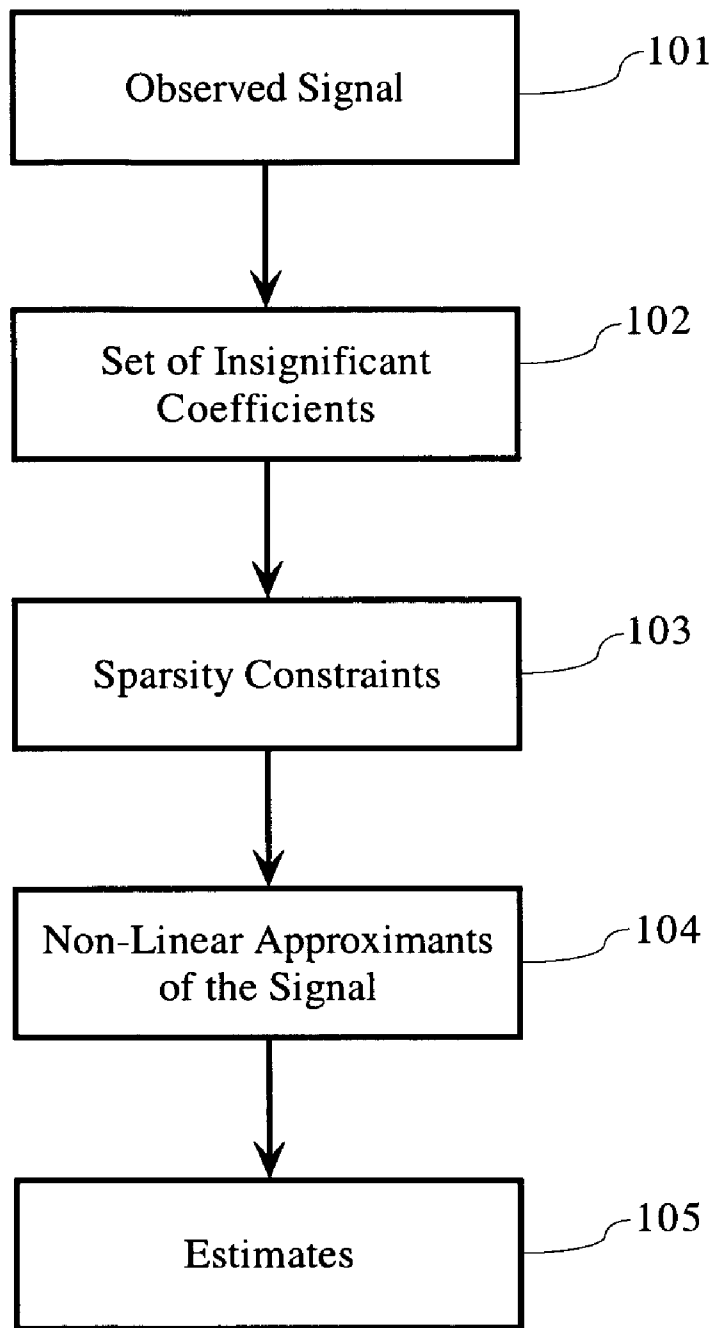 Observed Signal
101
Set of Insignificant
Coefficients
102
Sparsity Constraints
103
Non-Linear Approximants
of the Signal
104
Estimates
105